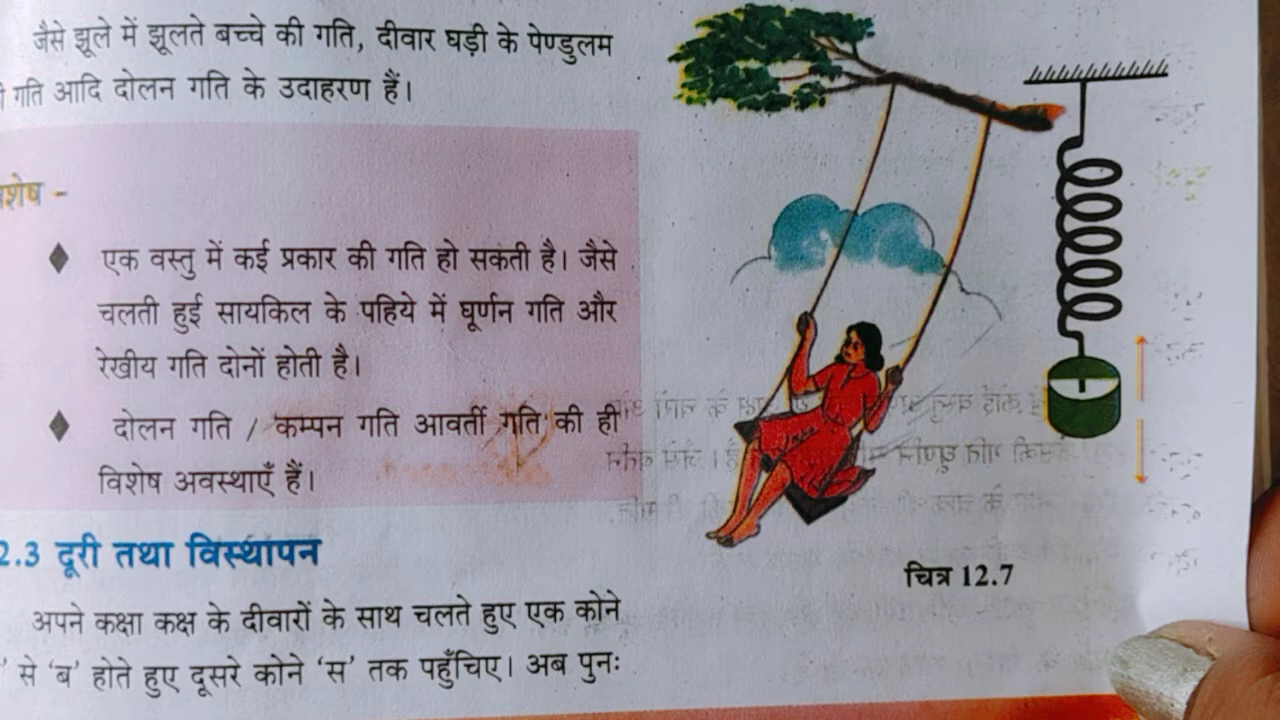 जैसे झूले में झूलते बच्चे की गति, दीवार घड़ी के पेण्डुलम
गति आदि दोलन गति के उदाहरण हैं।
एक वस्तु में कई प्रकार की गति हो सकती है। जैसे
चलती हुई सायकिल के पहिये में घूर्णन गति और
रेखीय गति दोनों होती है।
दोलन गति / कम्पन गति आवर्ती गति की ही
विशेष अवस्थाएँ हैं।
2.3 दूरी तथा विस्थापन
अपने कक्षा कक्ष के दीवारों के साथ चलते हुए एक कोने
' से 'ब' होते हुए दूसरे कोने 'स' तक पहुँचिए। अब पुनः
चित्र 12.7